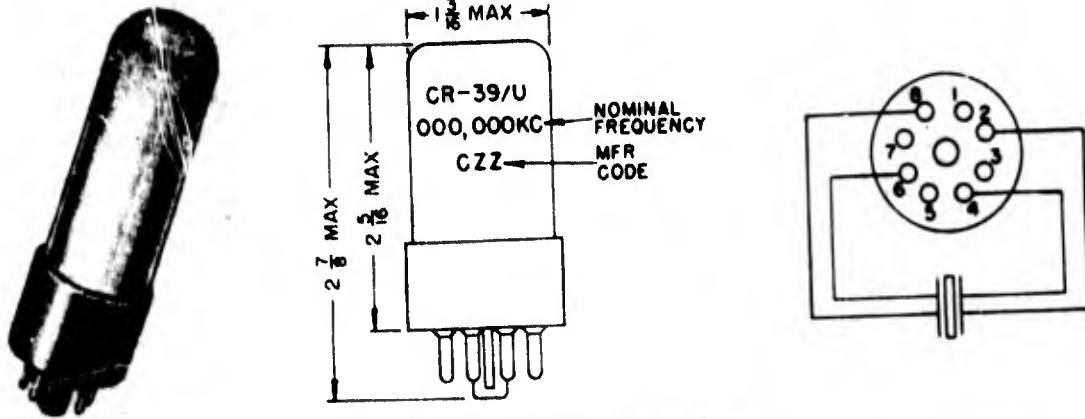 1 3/16 MAX
CR-39/U
000,000KC
NOMINAL
FREQUENCY
CZZ
MFR
CODE
2 7/8 MAX
2 5/16 MAX
8
1
2
7
3
6
5
4